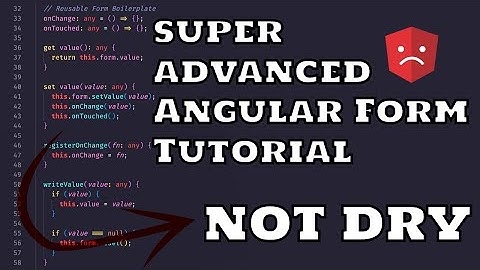 32 // Reusable Form Boilerplate
33 onChange: any = () => {};
34 onTouched: any = () => {};
35
36 get value(): any {
37 return this.form.value;
38 }
39
40 set value(value: any) {
41 this.form.setValue(value);
42 this.onChange(value);
43 this.onTouched();
44 }
45
46 registerOnChange(fn: any) {
47 this.onChange = fn;
48 }
49
50 writeValue(value: any) {
51 if (value) {
52 this.value = value;
53 }
54
55 if (value === null) {
56 this.form. ();
57 }
58 }
Super
Advanced
Angular Form
Tutorial
NOT DRY